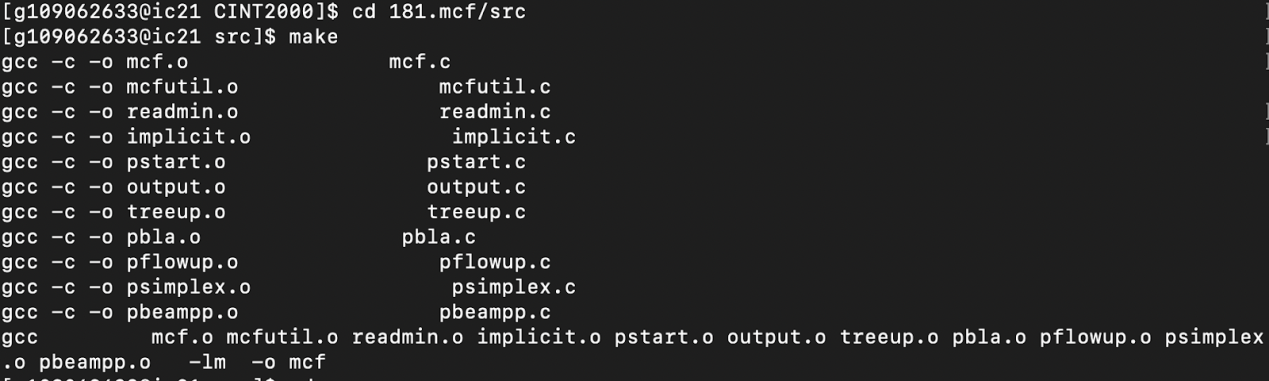 [g109062633@ic21 CINT2000]$ cd 181.mcf/src
[g109062633@ic21 src]$ make
gcc -c -o mcf.o                mcf.c
gcc -c -o mcfutil.o                mcfutil.c
gcc -c -o readmin.o                readmin.c
gcc -c -o implicit.o                implicit.c
gcc -c -o pstart.o                pstart.c
gcc -c -o output.o                output.c
gcc -c -o treeup.o                treeup.c
gcc -c -o pbla.o                pbla.c
gcc -c -o pflowup.o                pflowup.c
gcc -c -o psimplex.o                psimplex.c
gcc -c -o pbeampp.o                pbeampp.c
gcc         mcf.o mcfutil.o readmin.o implicit.o pstart.o output.o treeup.o pbla.o pflowup.o psimplex
.o pbeampp.o   -lm  -o mcf